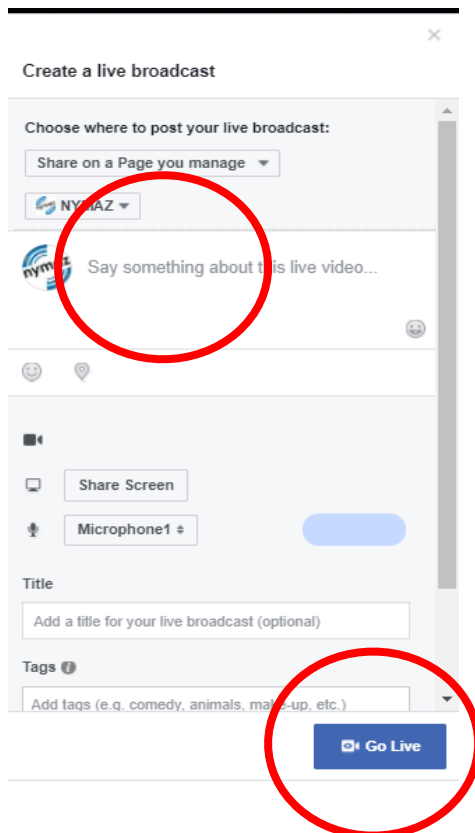 Create a live broadcast
Choose where to post your live broadcast:
Share on a Page you manage
NYMAZ
nymaz
Say something about this live video...
Share Screen
Microphone1
Title
Add a title for your live broadcast (optional)
Tags
Add tags (e.g. comedy, animals, make-up, etc.)
Go Live